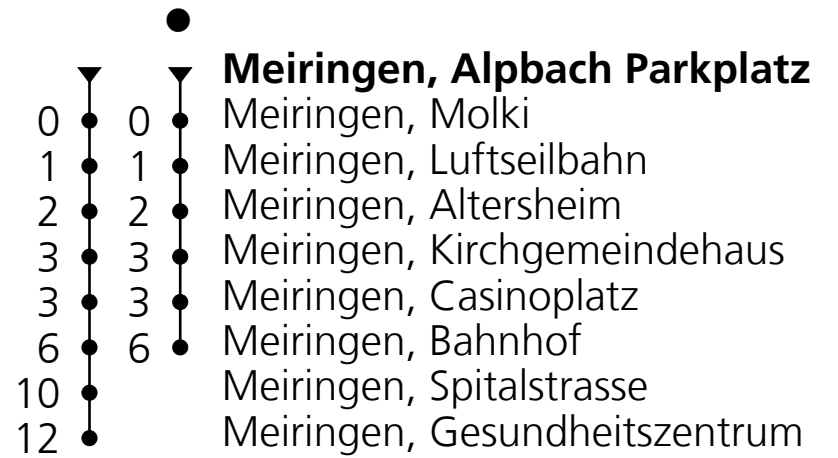 Meiringen, Alpbach Parkplatz
0 0 Meiringen, Molki
1 1 Meiringen, Luftseilbahn
2 2 Meiringen, Altersheim
3 3 Meiringen, Kirchgemeindehaus
3 3 Meiringen, Casinoplatz
6 6 Meiringen, Bahnhof
10 Meiringen, Spitalstrasse
12 Meiringen, Gesundheitszentrum